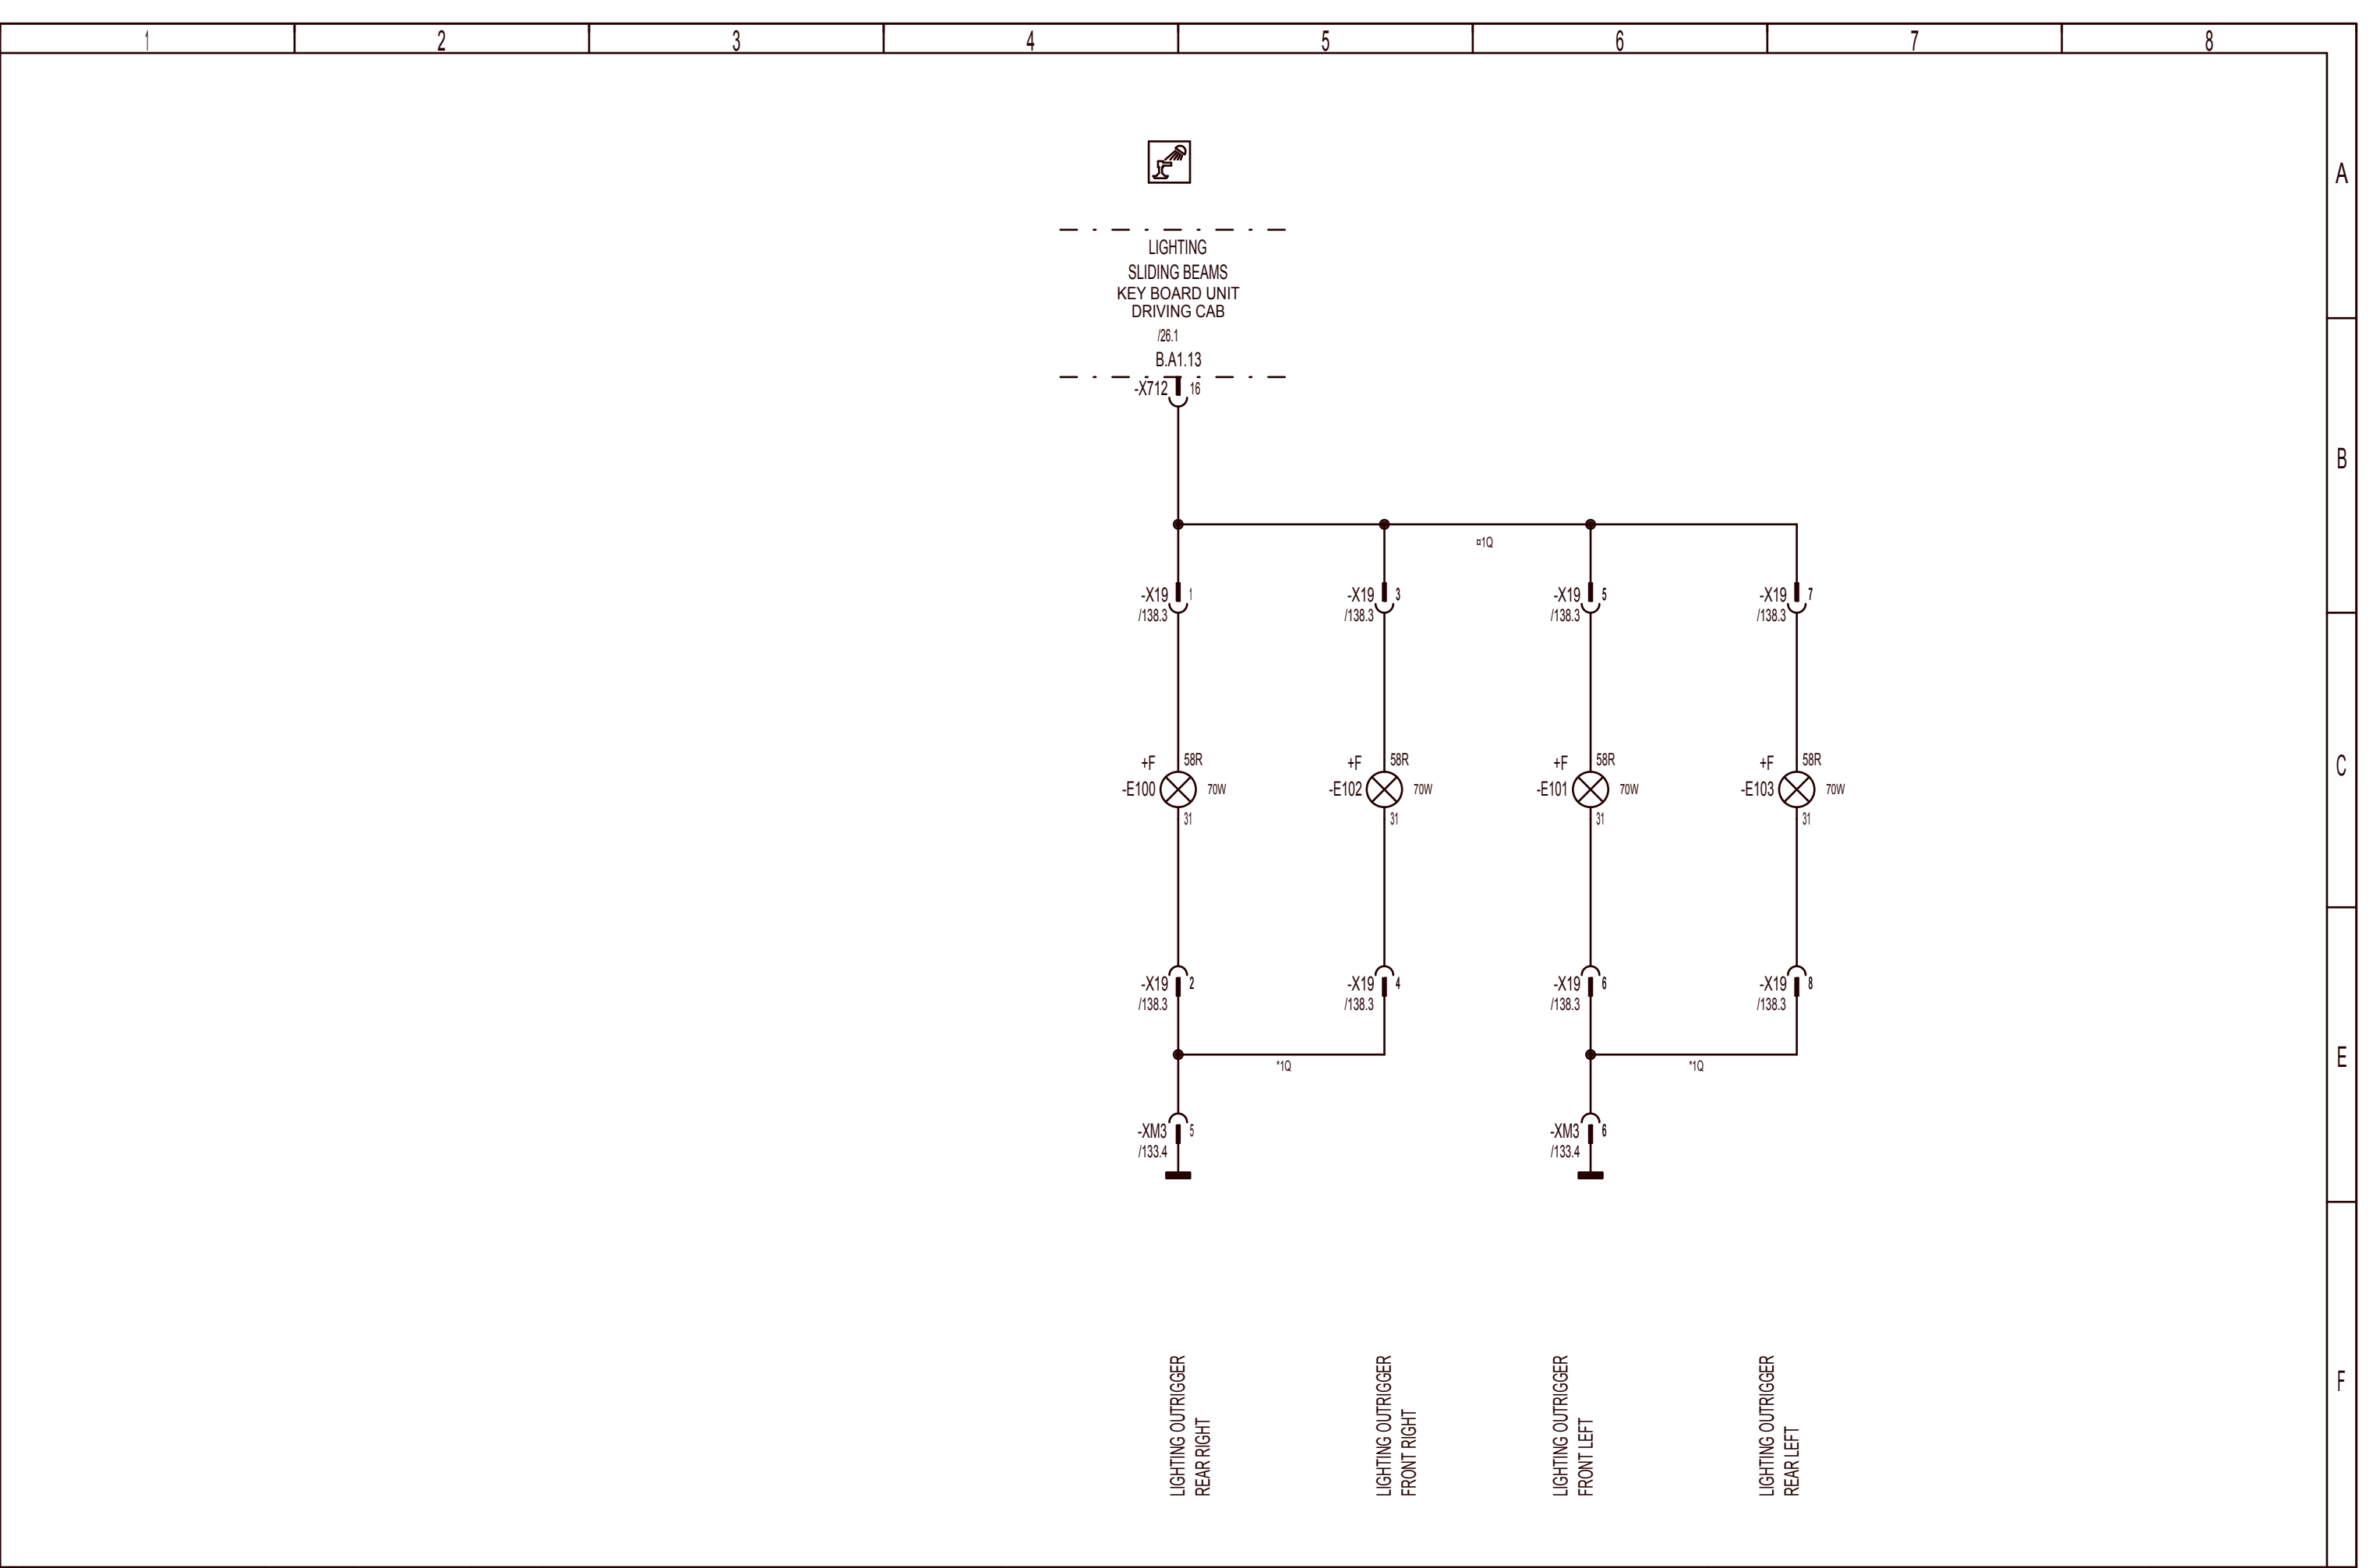 1 2 3 4 5 6 7 8
A
LIGHTING
SLIDING BEAMS
KEY BOARD UNIT
DRIVING CAB
/26.1
B.A1.13
-X712 16
B
¤1Q
-X19 1 -X19 3 -X19 5 -X19 7
/138.3 /138.3 /138.3 /138.3
+F 58R +F 58R +F 58R +F 58R
C
-E100 70W -E102 70W -E101 70W -E103 70W
31 31 31 31
-X19 2 -X19 4 -X19 6 -X19 8
/138.3 /138.3 /138.3 /138.3
E
*1Q *1Q
-XM3 5 -XM3 6
/133.4 /133.4
F
LIGHTING OUTRIGGER
REAR RIGHT
LIGHTING OUTRIGGER
FRONT RIGHT
LIGHTING OUTRIGGER
FRONT LEFT
LIGHTING OUTRIGGER
REAR LEFT